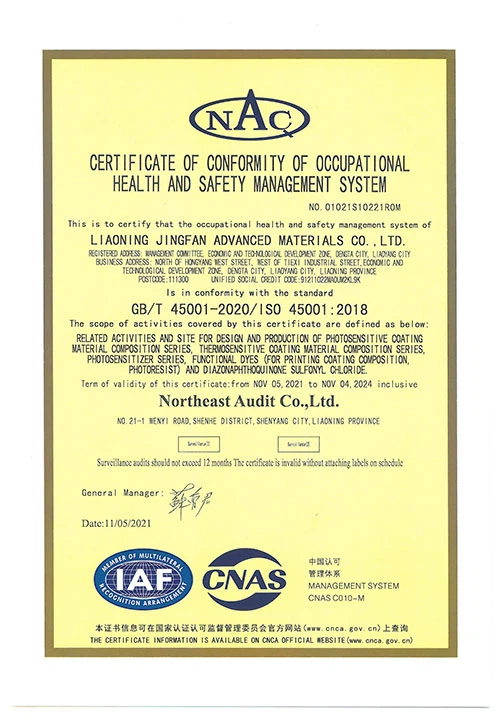 NAC
CERTIFICATE OF CONFORMITY OF OCCUPATIONAL
HEALTH AND SAFETY MANAGEMENT SYSTEM
NO. 01021S10221R0M
This is to certify that the occupational health and safety management system of
LIAONING JINGFAN ADVANCED MATERIALS CO., LTD.
REGISTERED ADDRESS: MANAGEMENT COMMITTEE, ECONOMIC AND TECHNOLOGICAL DEVELOPMENT ZONE, DENGTA CITY, LIAOYANG CITY
BUSINESS ADDRESS: NORTH OF HONGYANG WEST STREET, WEST OF TIEXI INDUSTRIAL STREET, ECONOMIC AND
TECHNOLOGICAL DEVELOPMENT ZONE, DENGTA CITY, LIAOYANG CITY, LIAONING PROVINCE
POSTCODE:111300 UNIFIED SOCIAL CREDIT CODE:
Is in conformity with the standard
GB/T 45001-2020/ISO 45001:2018
The scope of activities covered by this certificate are defined as below:
RELATED ACTIVITIES AND SITE FOR DESIGN AND PRODUCTION OF PHOTOSENSITIVE COATING
MATERIAL COMPOSITION SERIES, THERMOSENSITIVE COATING MATERIAL COMPOSITION SERIES,
PHOTOSENSITIZER SERIES, FUNCTIONAL DYES (FOR PRINTING COATING COMPOSITION,
PHOTORESIST) AND DIAZONAPHTHOQUINONE SULFONYL CHLORIDE.
Term of validity of this certificate:from NOV 05, 2021 to NOV 04, 2024 inclusive
Northeast Audit Co.,Ltd.
NO. 21-1 WENYI ROAD, SHENHE DISTRICT, SHENYANG CITY, LIAONING PROVINCE
Surveillance audits should not exceed 12 months The certificate is invalid without attaching labels on schedule
General Manager:
Date:11/05/2021
MEMBER OF MULTILATERAL
IAF
RECOGNITION ARRANGEMENT
CNAS
中国认可
管理体系
MANAGEMENT SYSTEM
CNAS C010-M
本证书信息可在国家认证认可监督管理委员会官方网站(www.cnca.gov.cn)上查询
THE CERTIFICATE INFORMATION IS AVAILABLE ON CNCA OFFICIAL WEBSITE(www.cnca.gov.cn)